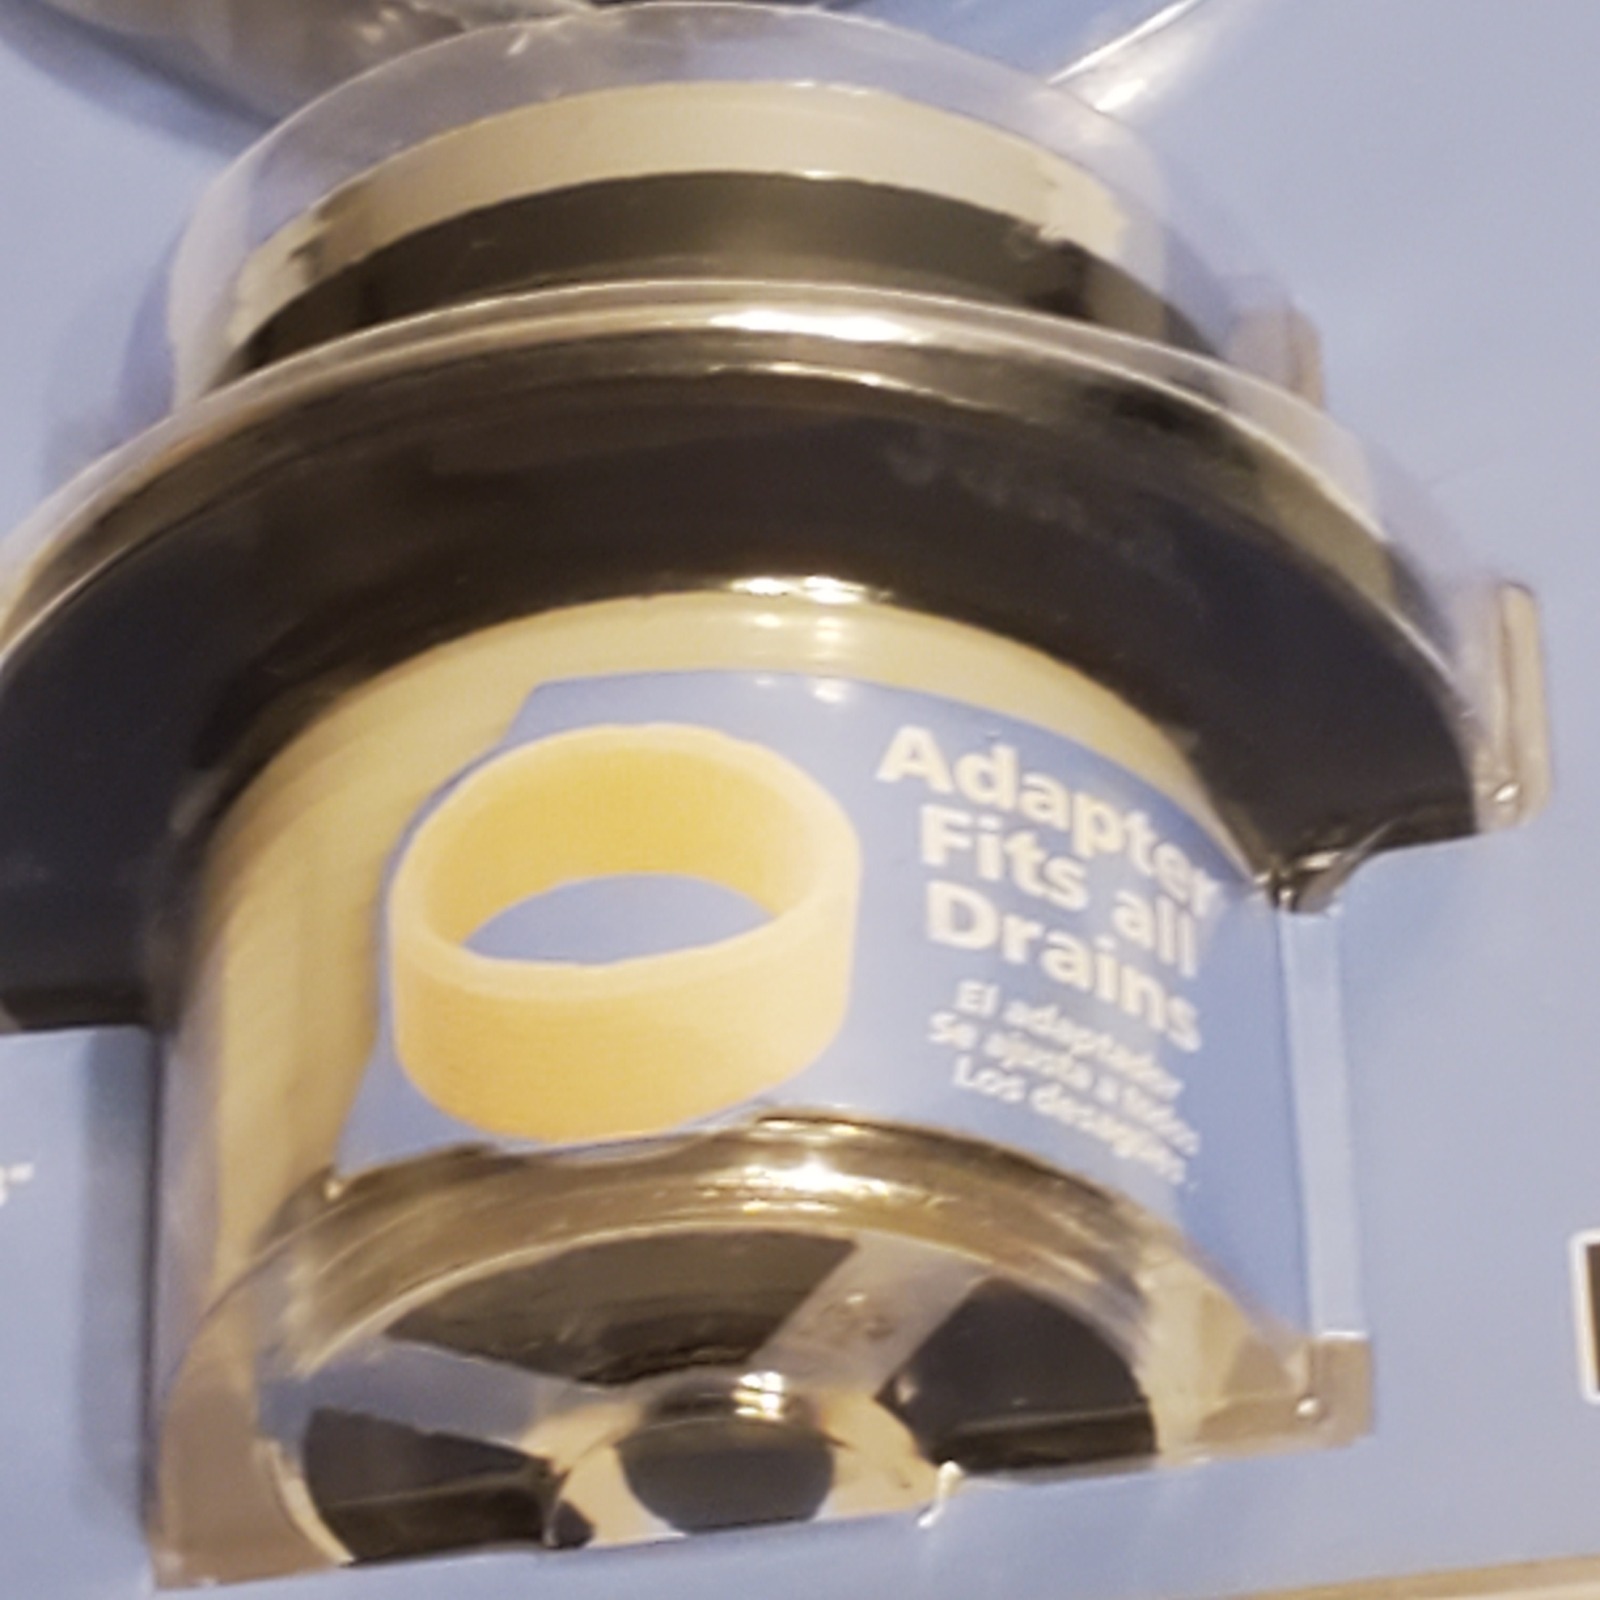 Adapter
Fits all
Drains
El adaptador
Se ajusta a todos
Los desagües